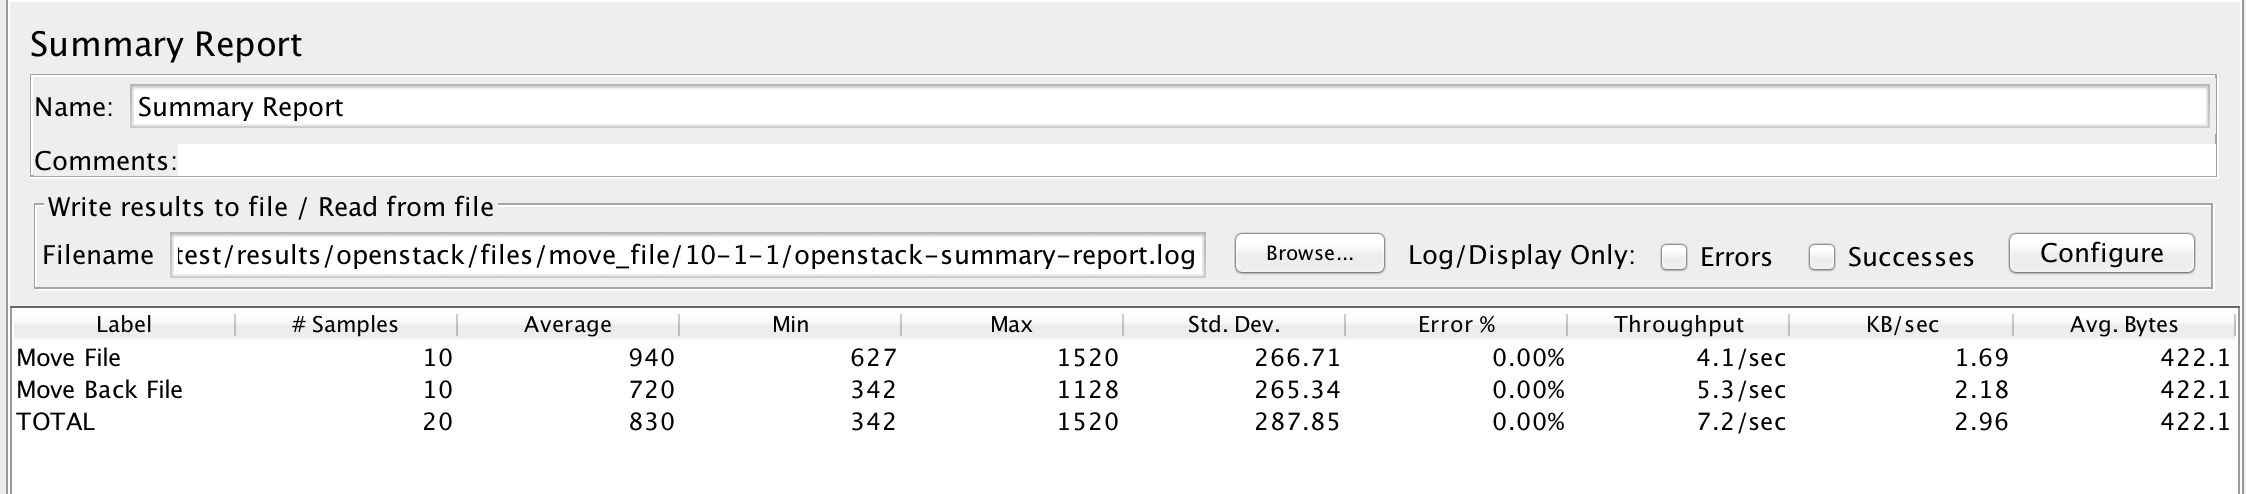 Summary Report
Name: Summary Report
Comments:
Write results to file / Read from file
Filename test/results/openstack/files/move_file/10-1-1/openstack-summary-report.log Browse... Log/Display Only: Errors Successes Configure
Label # Samples Average Min Max Std. Dev. Error % Throughput KB/sec Avg. Bytes
Move File 10 940 627 1520 266.71 0.00% 4.1/sec 1.69 422.1
Move Back File 10 720 342 1128 265.34 0.00% 5.3/sec 2.18 422.1
TOTAL 20 830 342 1520 287.85 0.00% 7.2/sec 2.96 422.1